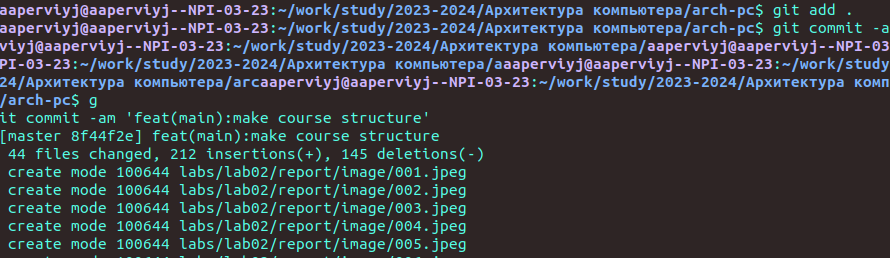 aaperviyj@aaperviyj--NPI-03-23:~/work/study/2023-2024/Архитектура компьютера/arch-pc$ git add .
aaperviyj@aaperviyj--NPI-03-23:~/work/study/2023-2024/Архитектура компьютера/arch-pc$ git commit -a
viyj@aaperviyj--NPI-03-23:~/work/study/2023-2024/Архитектура компьютера/aaperviyj@aaperviyj--N
PI-03-23:~/work/study/2023-2024/Архитектура компьютера/aaaperviyj@aaperviyj--NPI-03-23:~/work/study
24/Архитектура компьютера/arcaaperviyj@aaperviyj--NPI-03-23:~/work/study/2023-2024/Архитектура комп
/arch-pc$ g
it commit -am 'feat(main):make course structure'
[master 8f44f2e] feat(main):make course structure
 44 files changed, 212 insertions(+), 145 deletions(-)
 create mode 100644 labs/lab02/report/image/001.jpeg
 create mode 100644 labs/lab02/report/image/002.jpeg
 create mode 100644 labs/lab02/report/image/003.jpeg
 create mode 100644 labs/lab02/report/image/004.jpeg
 create mode 100644 labs/lab02/report/image/005.jpeg